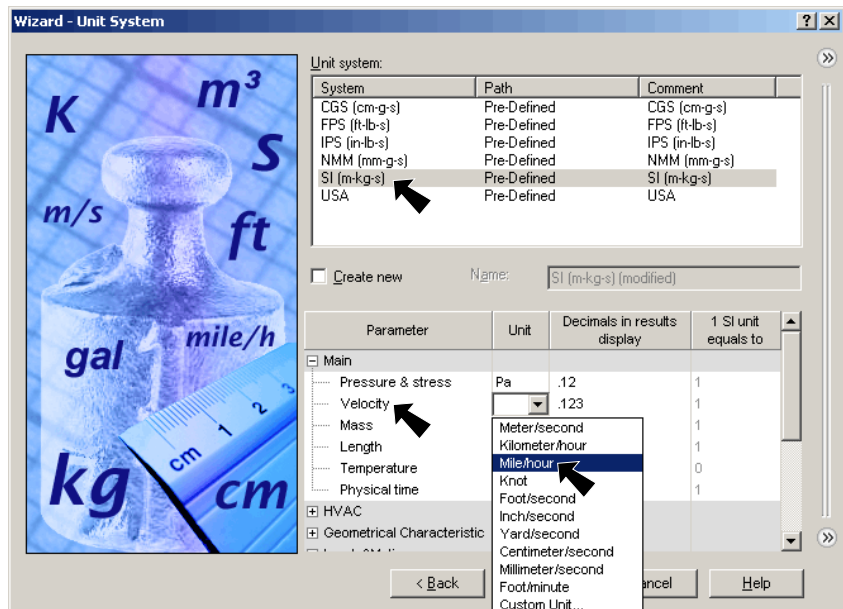 Wizard - Unit System
K
m³
s
m/s
ft
gal
mile/h
kg
cm 1 2 3
cm
Unit system:
System Path Comment
CGS (cm-g-s) Pre-Defined CGS (cm-g-s)
FPS (ft-lb-s) Pre-Defined FPS (ft-lb-s)
IPS (in-lb-s) Pre-Defined IPS (in-lb-s)
NMM (mm-g-s) Pre-Defined NMM (mm-g-s)
SI (m-kg-s) Pre-Defined SI (m-kg-s)
USA Pre-Defined USA
Create new Name: SI (m-kg-s) (modified)
Parameter Unit Decimals in results display 1 SI unit equals to
Main
Pressure & stress Pa .12 1
Velocity .123 1
Mass 1
Length 1
Temperature 0
Physical time 1
HVAC
Geometrical Characteristic
Meter/second
Kilometer/hour
Mile/hour
Knot
Foot/second
Inch/second
Yard/second
Centimeter/second
Millimeter/second
Foot/minute
Custom Unit...
< Back ancel Help